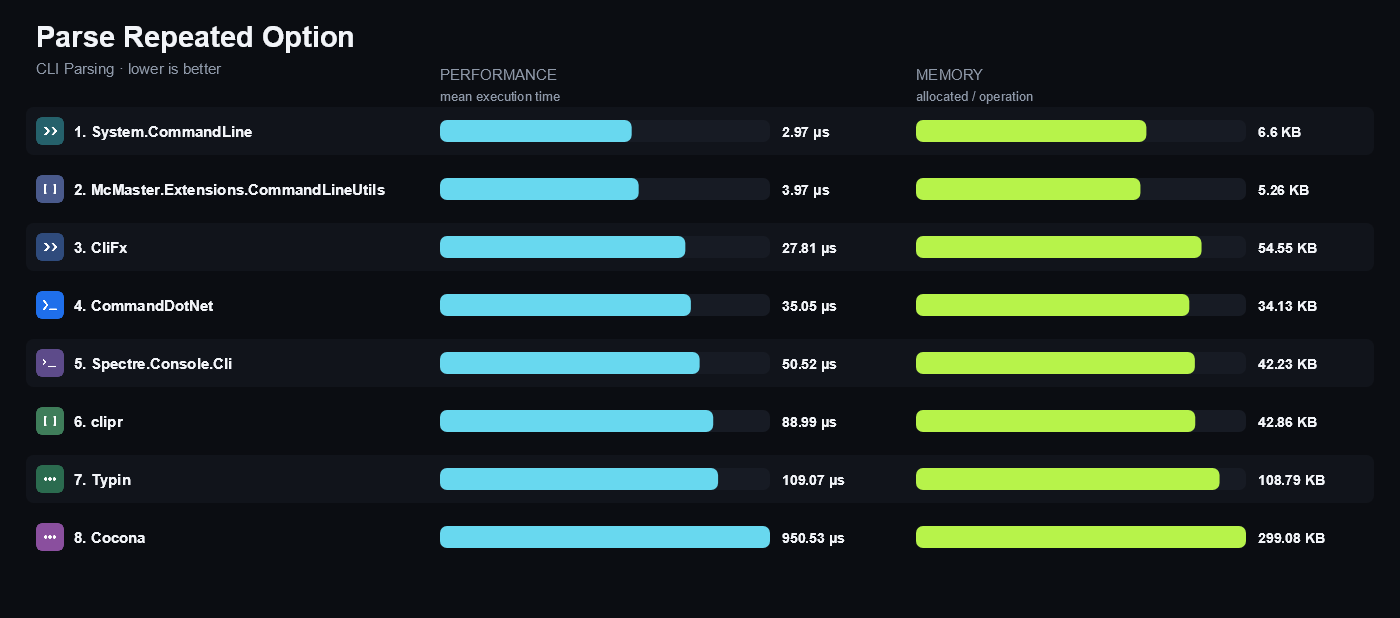 Parse Repeated Option
CLI Parsing · lower is better
PERFORMANCE
mean execution time
MEMORY
allocated / operation
1. System.CommandLine 2.97 µs 6.6 KB
2. McMaster.Extensions.CommandLineUtils 3.97 µs 5.26 KB
3. CliFx 27.81 µs 54.55 KB
4. CommandDotNet 35.05 µs 34.13 KB
5. Spectre.Console.Cli 50.52 µs 42.23 KB
6. clipr 88.99 µs 42.86 KB
7. Typin 109.07 µs 108.79 KB
8. Cocona 950.53 µs 299.08 KB